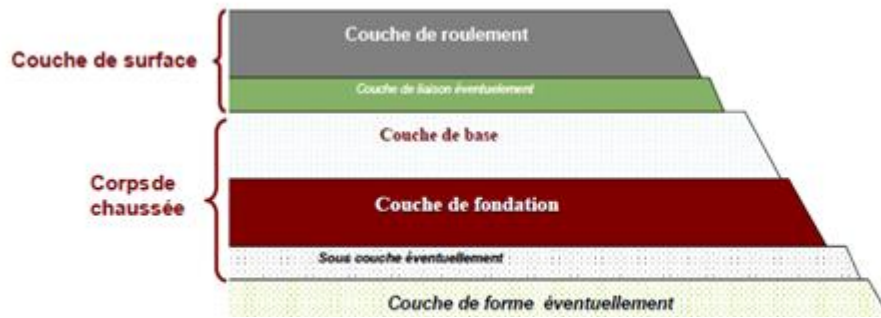 Couche de roulement
Couche de surface
Couche de liaison éventuelement
Couche de base
Corps de
chaussée
Couche de fondation
Sous couche éventuellement
Couche de forme éventuellement